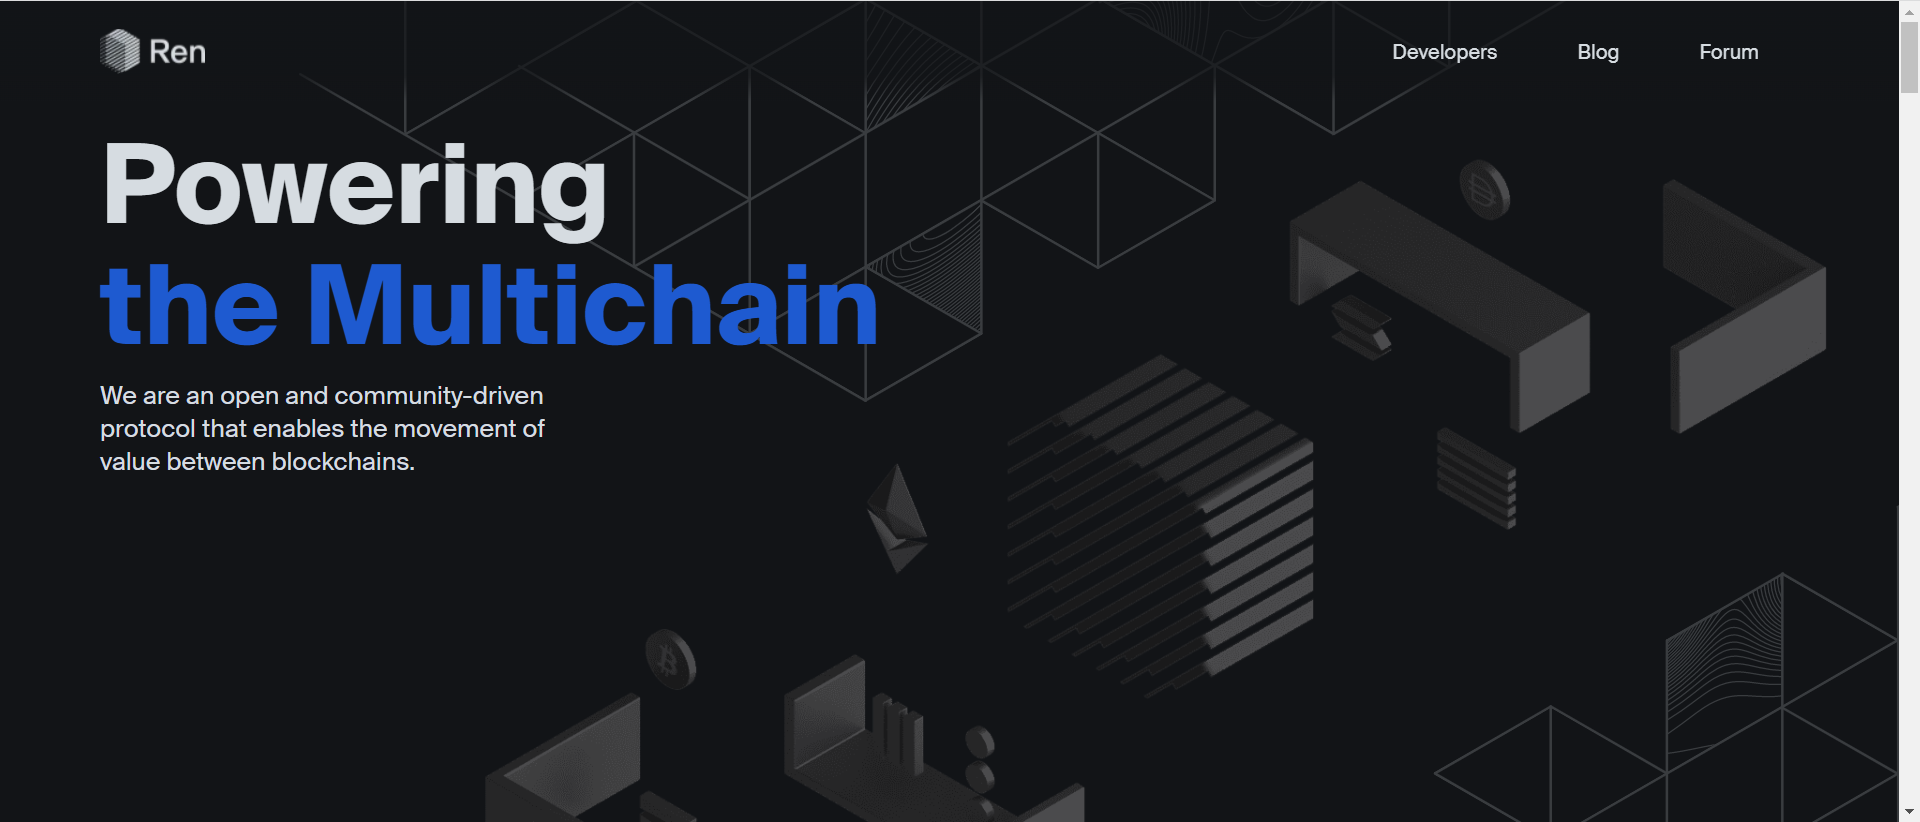 Ren
Developers
Blog
Forum
Powering
the Multichain
We are an open and community-driven
protocol that enables the movement of
value between blockchains.